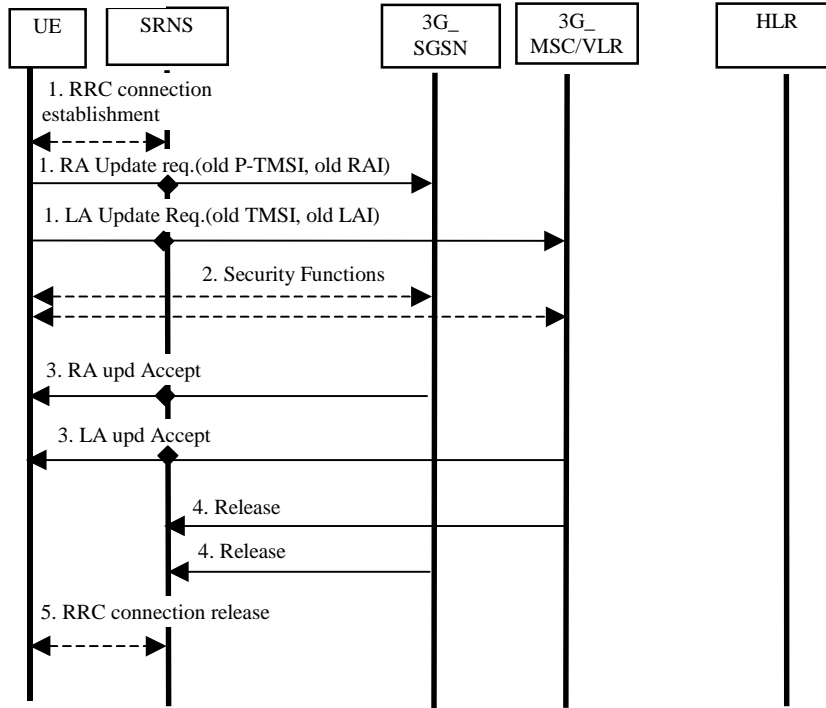 UE
SRNS
3G_
SGSN
3G_
MSC/VLR
HLR
1. RRC connection
establishment
1. RA Update req.(old P-TMSI, old RAI)
1. LA Update Req.(old TMSI, old LAI)
2. Security Functions
3. RA upd Accept
3. LA upd Accept
4. Release
4. Release
5. RRC connection release